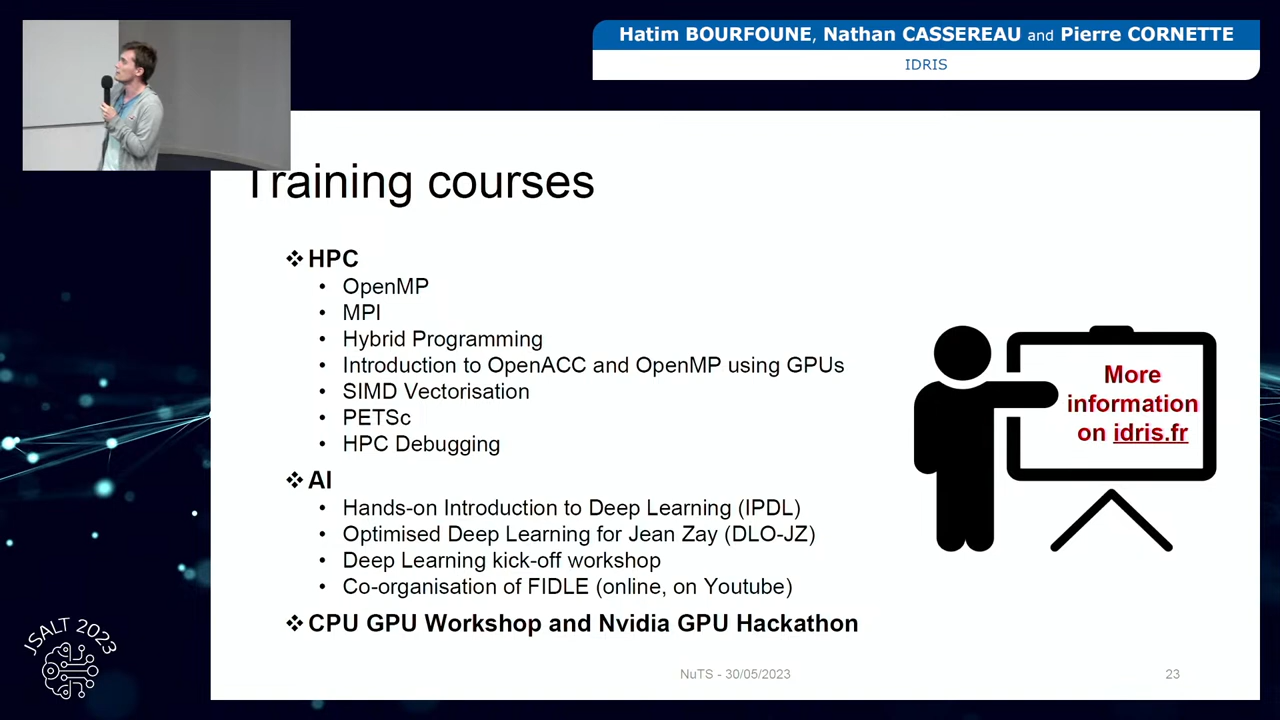 Hatim BOURFOUNE, Nathan CASSEREAU and Pierre CORNETTE
IDRIS
Training courses
❖ HPC
• OpenMP
• MPI
• Hybrid Programming
• Introduction to OpenACC and OpenMP using GPUs
• SIMD Vectorisation
• PETSc
• HPC Debugging
❖ AI
• Hands-on Introduction to Deep Learning (IPDL)
• Optimised Deep Learning for Jean Zay (DLO-JZ)
• Deep Learning kick-off workshop
• Co-organisation of FIDLE (online, on Youtube)
❖ CPU GPU Workshop and Nvidia GPU Hackathon
More
information
on idris.fr
NuTS - 30/05/2023
23
JSALT 2023